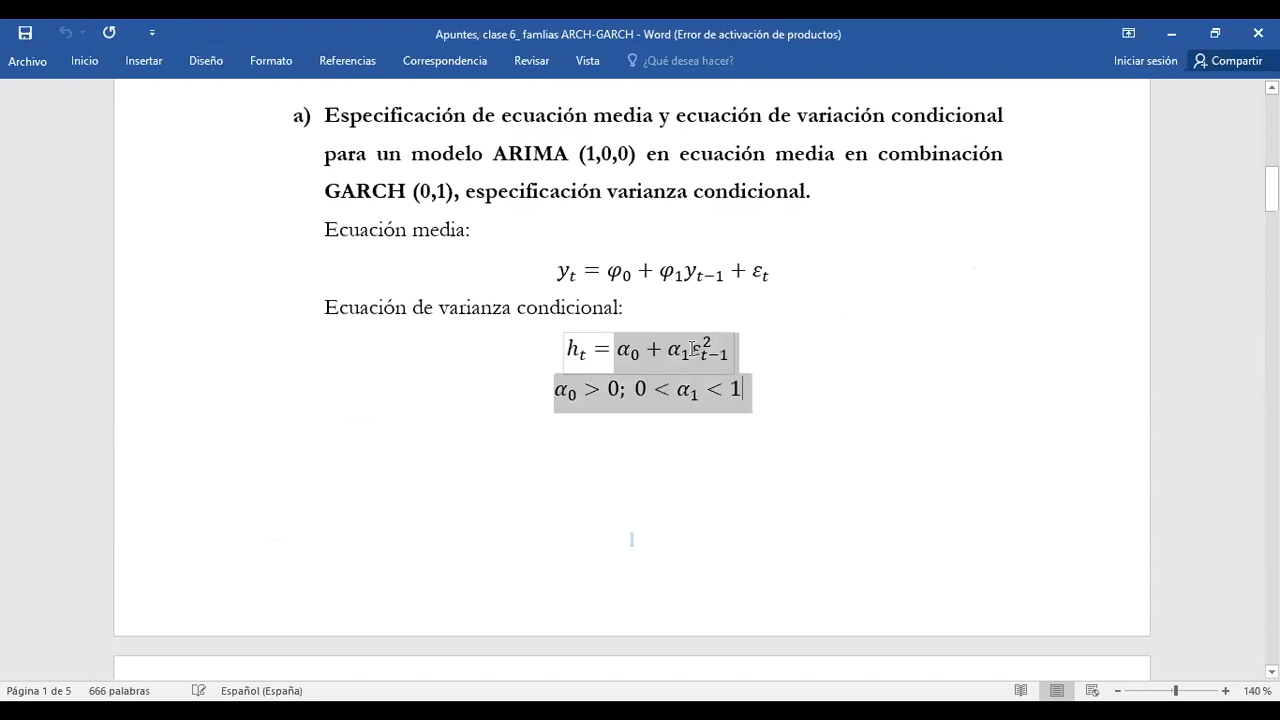 Apuntes, clase 6_ famlias ARCH-GARCH - Word (Error de activación de productos)
Archivo Inicio Insertar Diseño Formato Referencias Correspondencia Revisar Vista ¿Qué desea hacer? Iniciar sesión Compartir
a) Especificación de ecuación media y ecuación de variación condicional
para un modelo ARIMA (1,0,0) en ecuación media en combinación
GARCH (0,1), especificación varianza condicional.
Ecuación media:
y_t = φ_0 + φ_1 y_{t−1} + ε_t
Ecuación de varianza condicional:
h_t = α_0 + α_1 ε_{t−1}^2
α_0 > 0; 0 < α_1 < 1
1
Página 1 de 5 666 palabras Español (España) 140 %